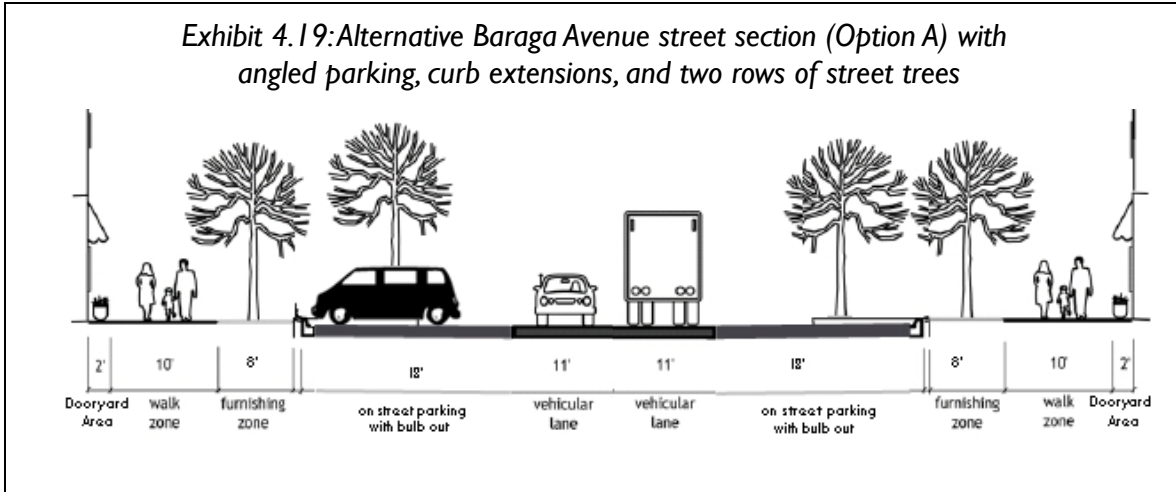 Exhibit 4.19: Alternative Baraga Avenue street section (Option A) with
angled parking, curb extensions, and two rows of street trees
2' 10' 8' 18' 11' 11' 18' 8' 10' 2'
Dooryard Area
walk zone
furnishing zone
on street parking with bulb out
vehicular lane
vehicular lane
on street parking with bulb out
furnishing zone
walk zone
Dooryard Area